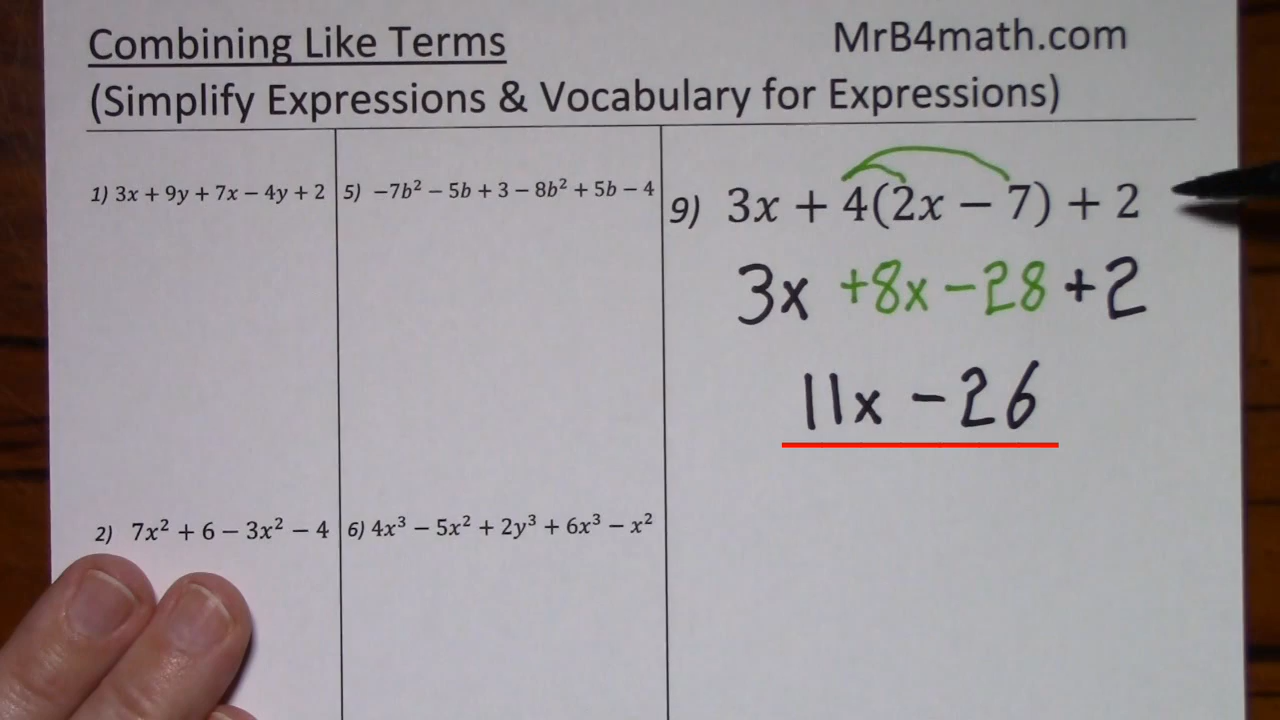 Combining Like Terms MrB4math.com
(Simplify Expressions & Vocabulary for Expressions)
1) 3x + 9y + 7x − 4y + 2
2) 7x² + 6 − 3x² − 4
5) −7b² − 5b + 3 − 8b² + 5b − 4
6) 4x³ − 5x² + 2y³ + 6x³ − x²
9) 3x + 4(2x − 7) + 2
3x +8x −28 +2
11x − 26